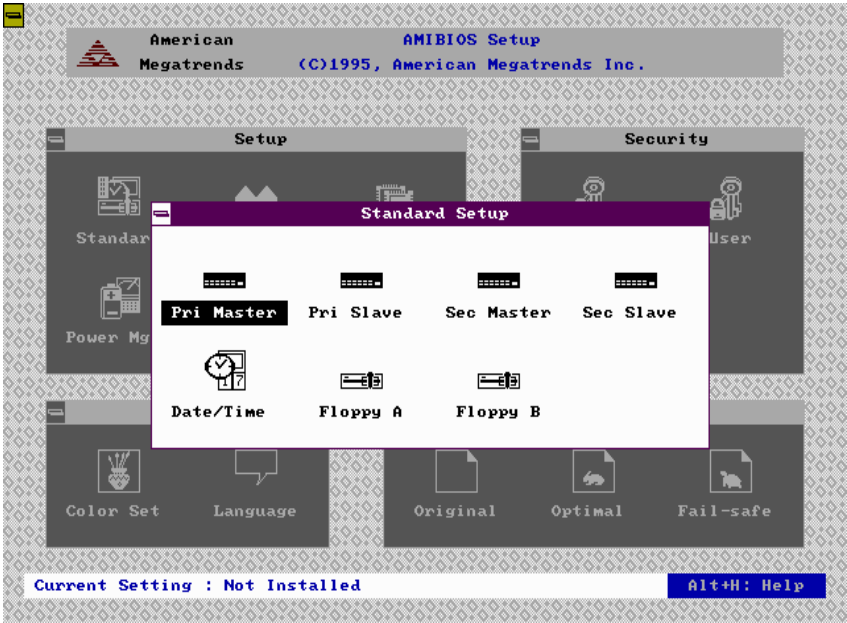 American
Megatrends
AMIBIOS Setup
(C)1995, American Megatrends Inc.
Setup
Security
Standard Setup
Standar
User
Pri Master
Pri Slave
Sec Master
Sec Slave
Power Mg
Date/Time
Floppy A
Floppy B
17
Color Set
Language
Original
Optimal
Fail-safe
Current Setting : Not Installed
Alt+H: Help